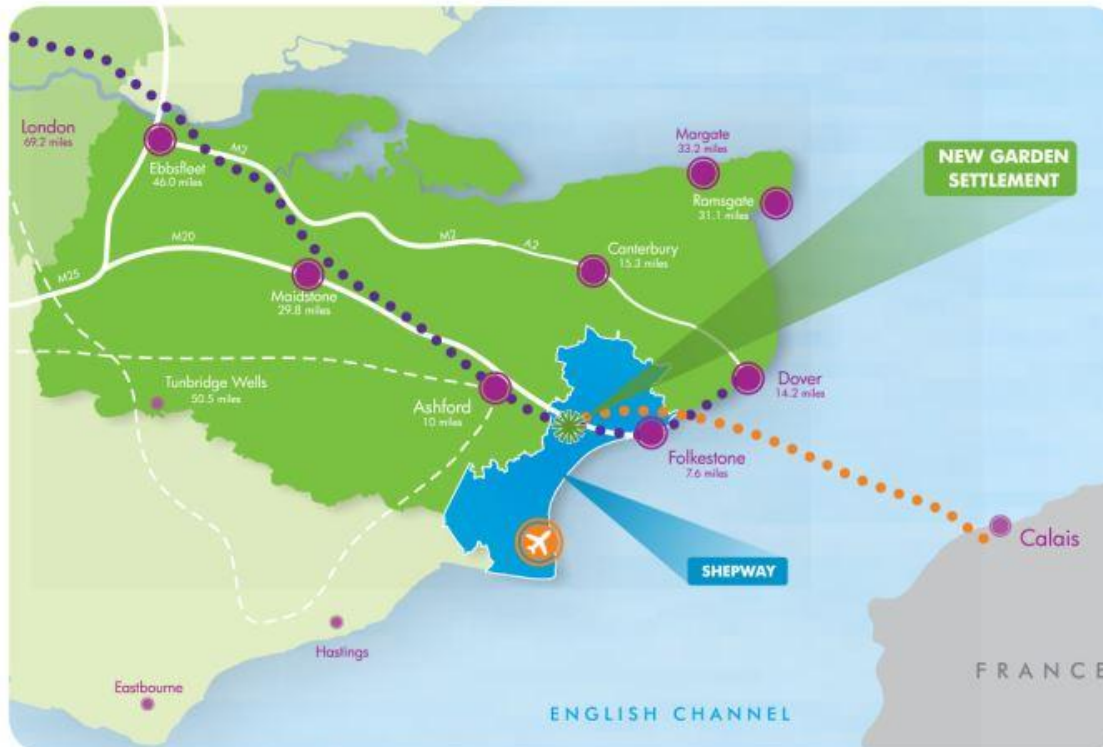 London
69.2 miles
Ebbsfleet
46.0 miles
M2
Margate
33.2 miles
Ramsgate
31.1 miles
NEW GARDEN
SETTLEMENT
M25
M20
Maidstone
29.8 miles
M2
A2
Canterbury
15.3 miles
Tunbridge Wells
50.5 miles
Ashford
10 miles
Dover
14.2 miles
Folkestone
7.6 miles
Calais
SHEPWAY
Hastings
Eastbourne
FRANCE
ENGLISH CHANNEL